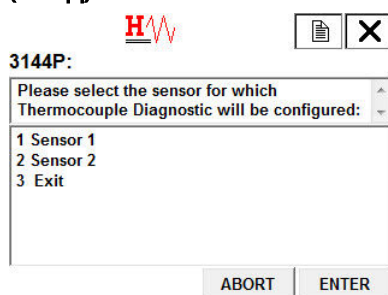 H
3144P:
Please select the sensor for which
Thermocouple Diagnostic will be configured:
1 Sensor 1
2 Sensor 2
3 Exit
ABORT ENTER